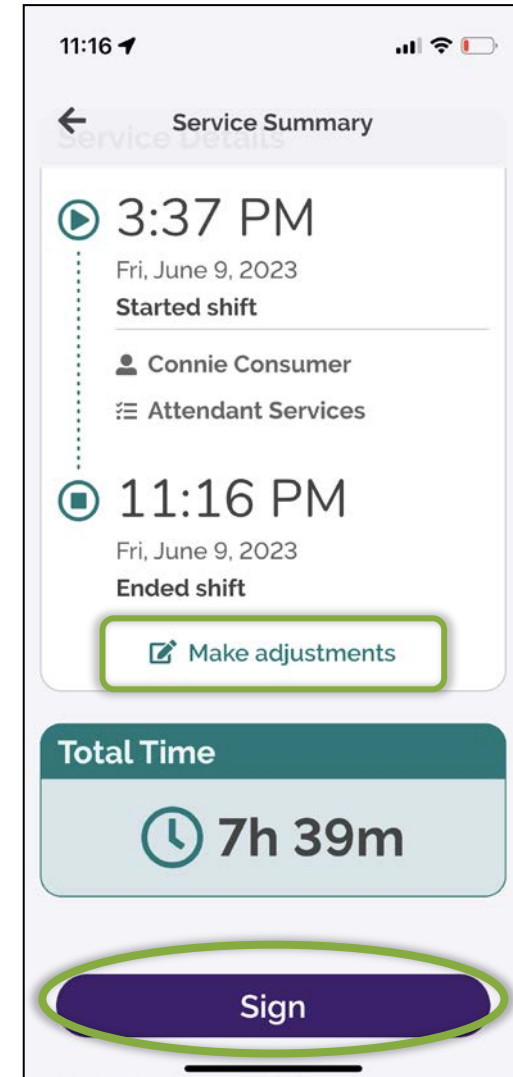 11:16
Service Summary
Service Details
3:37 PM
Fri, June 9, 2023
Started shift
Connie Consumer
Attendant Services
11:16 PM
Fri, June 9, 2023
Ended shift
Make adjustments
Total Time
7h 39m
Sign